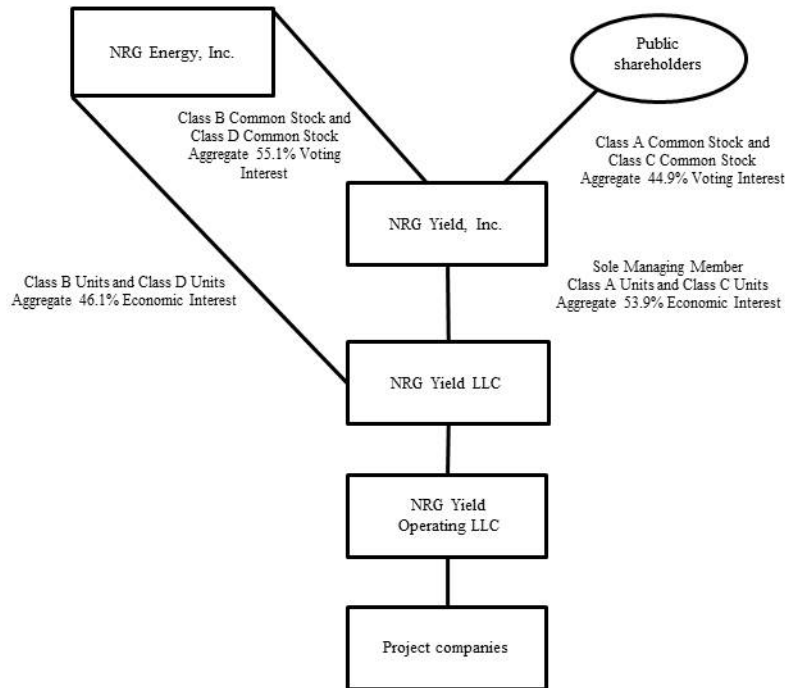 NRG Energy, Inc.
Public
shareholders
Class B Common Stock and
Class D Common Stock
Aggregate 55.1% Voting
Interest
Class A Common Stock and
Class C Common Stock
Aggregate 44.9% Voting Interest
NRG Yield, Inc.
Class B Units and Class D Units
Aggregate 46.1% Economic Interest
Sole Managing Member
Class A Units and Class C Units
Aggregate 53.9% Economic Interest
NRG Yield LLC
NRG Yield
Operating LLC
Project companies